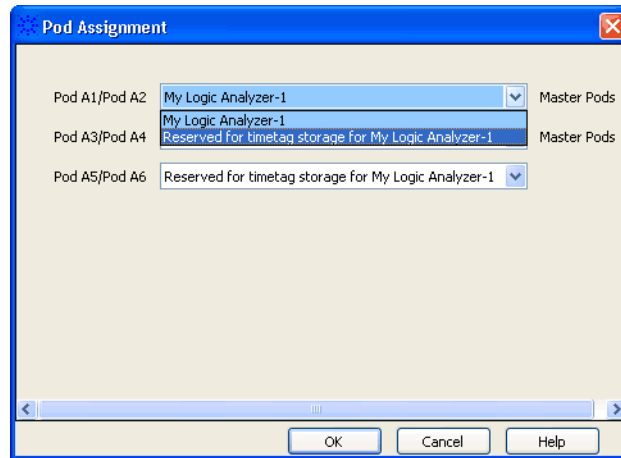 Pod Assignment
Pod A1/Pod A2 My Logic Analyzer-1 Master Pods
My Logic Analyzer-1
Pod A3/Pod A4 Reserved for timetag storage for My Logic Analyzer-1 Master Pods
Pod A5/Pod A6 Reserved for timetag storage for My Logic Analyzer-1
OK Cancel Help